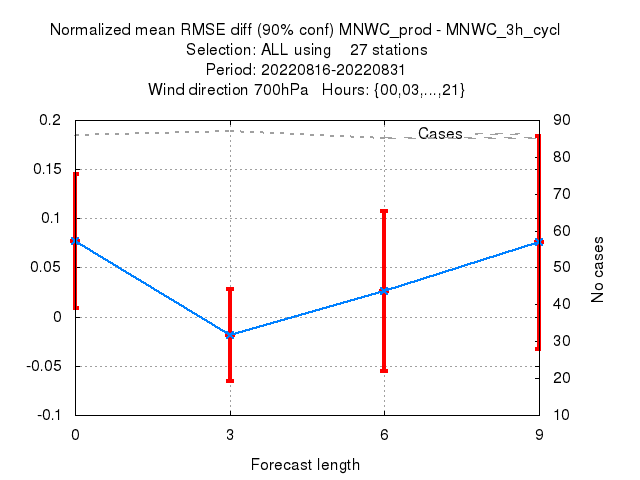 Normalized mean RMSE diff (90% conf) MNWC_prod - MNWC_3h_cycl
Selection: ALL using    27 stations
Period: 20220816-20220831
Wind direction 700hPa   Hours: {00,03,...,21}
0.2
0.15
0.1
0.05
0
-0.05
-0.1
Cases
90
80
70
60
50
40
30
20
10
No cases
0 3 6 9
Forecast length